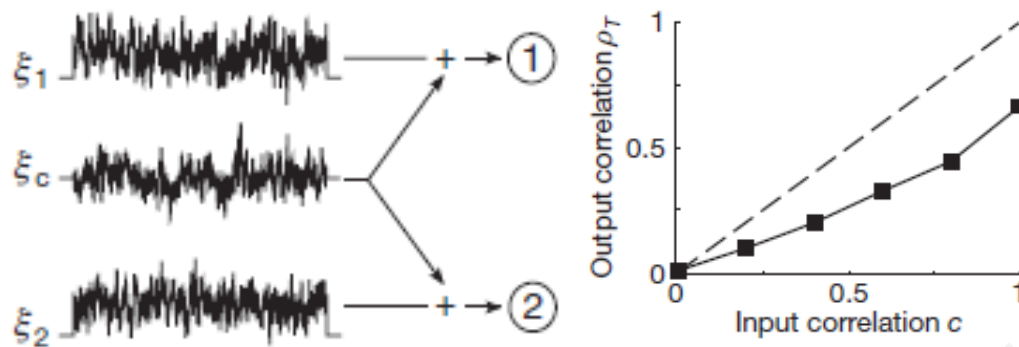 ξ1
+
1
ξc
ξ2
+
2
Output correlation ρT
1
0.5
0
0
0.5
1
Input correlation c